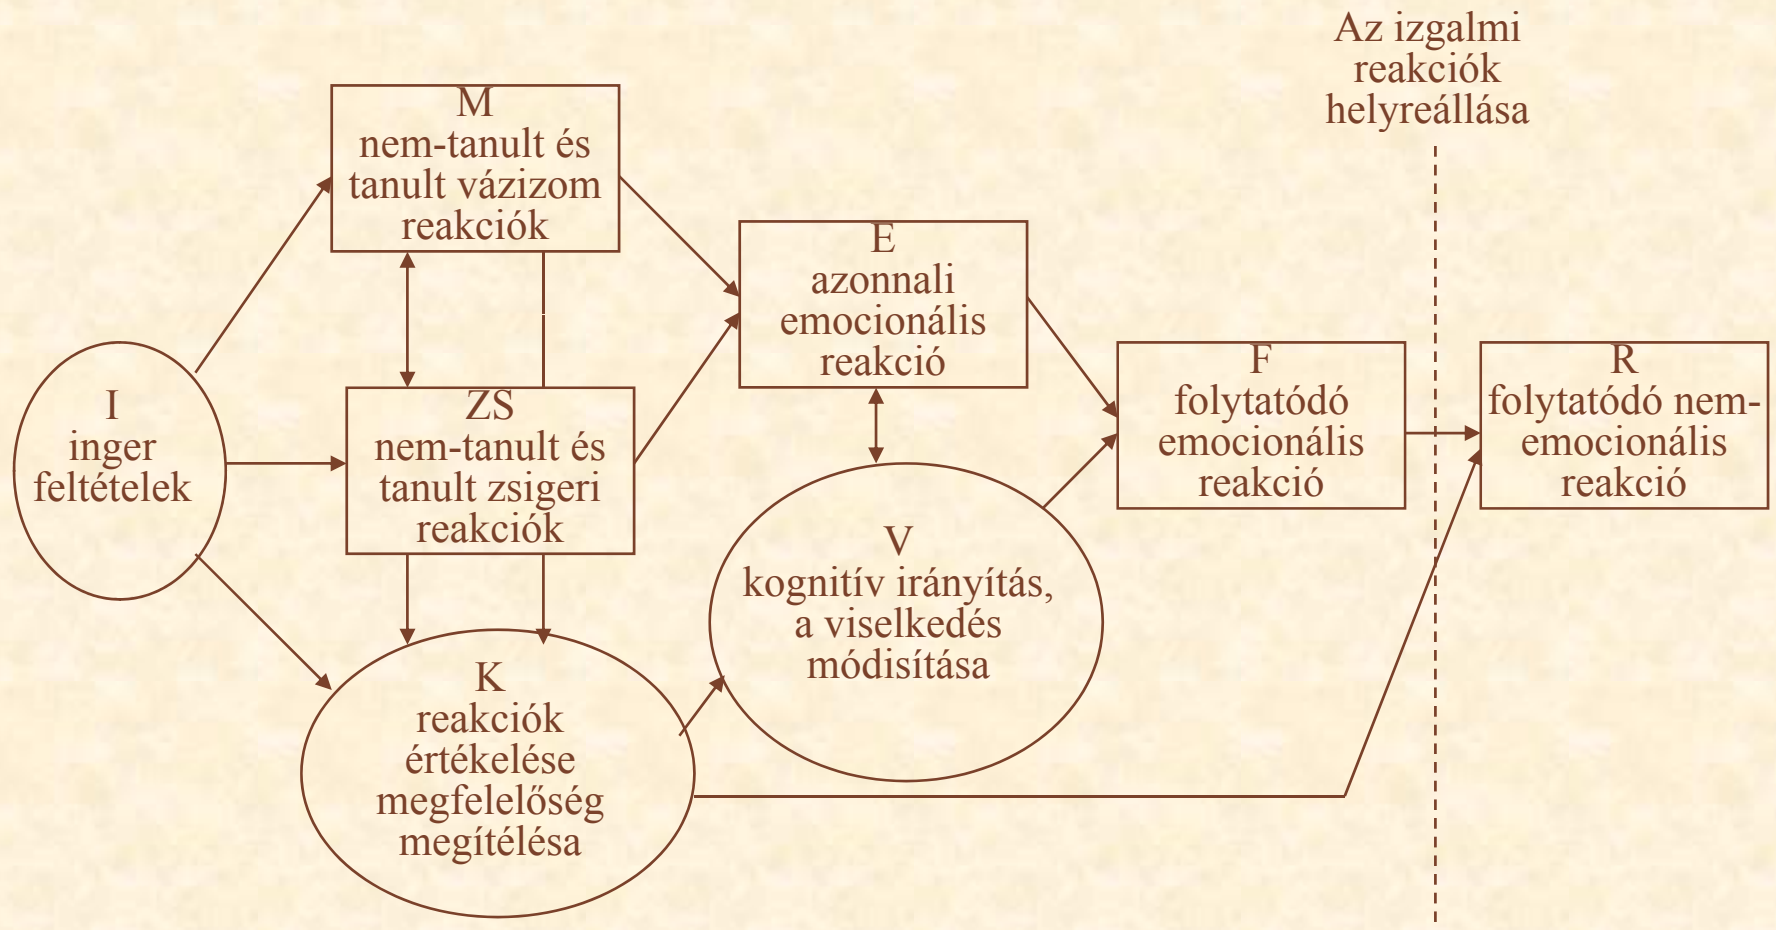 Az izgalmi
reakciók
helyreállása
M
nem-tanult és
tanult vázizom
reakciók
E
azonnali
emocionális
reakció
I
inger
feltételek
ZS
nem-tanult és
tanult zsigeri
reakciók
F
folytatódó
emocionális
reakció
R
folytatódó nem-
emocionális
reakció
V
kognitív irányítás,
a viselkedés
módisítása
K
reakciók
értékelése
megfelelőség
megítélésa